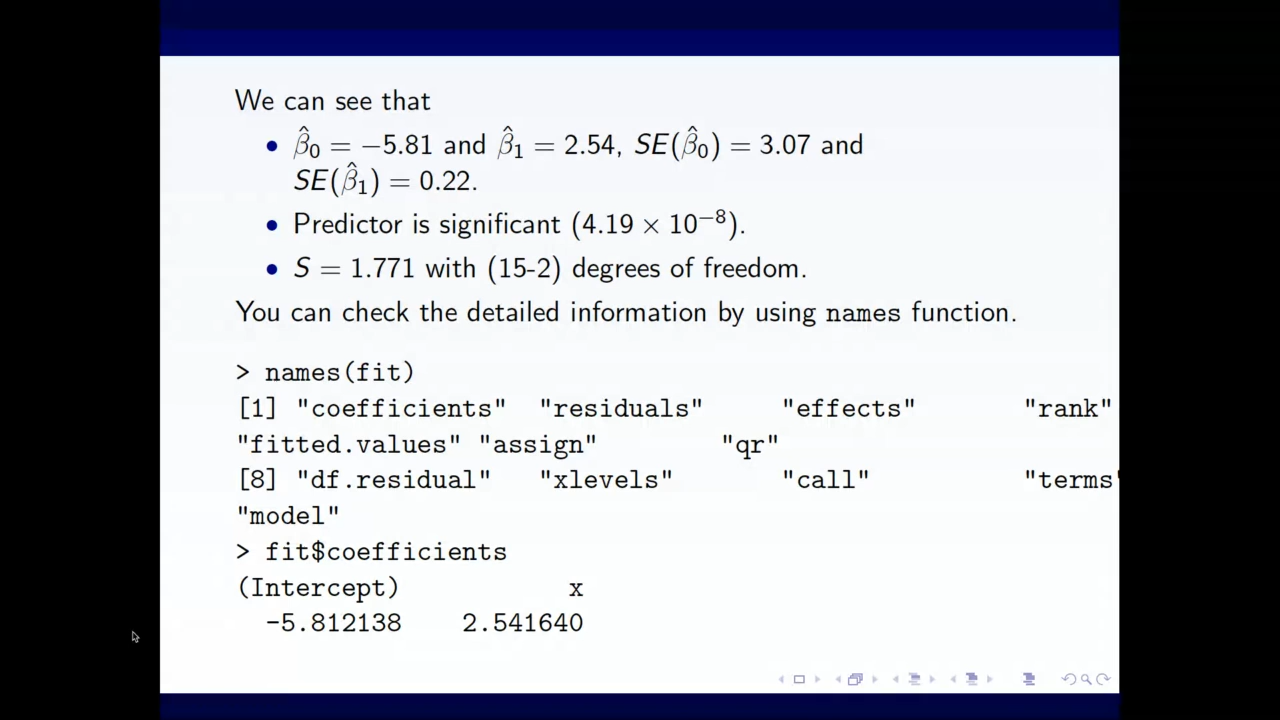 We can see that
• β̂₀ = −5.81 and β̂₁ = 2.54, SE(β̂₀) = 3.07 and
SE(β̂₁) = 0.22.
• Predictor is significant (4.19 × 10⁻⁸).
• S = 1.771 with (15-2) degrees of freedom.
You can check the detailed information by using names function.
> names(fit)
[1] "coefficients" "residuals" "effects" "rank"
"fitted.values" "assign" "qr"
[8] "df.residual" "xlevels" "call" "terms"
"model"
> fit$coefficients
(Intercept) x
-5.812138 2.541640